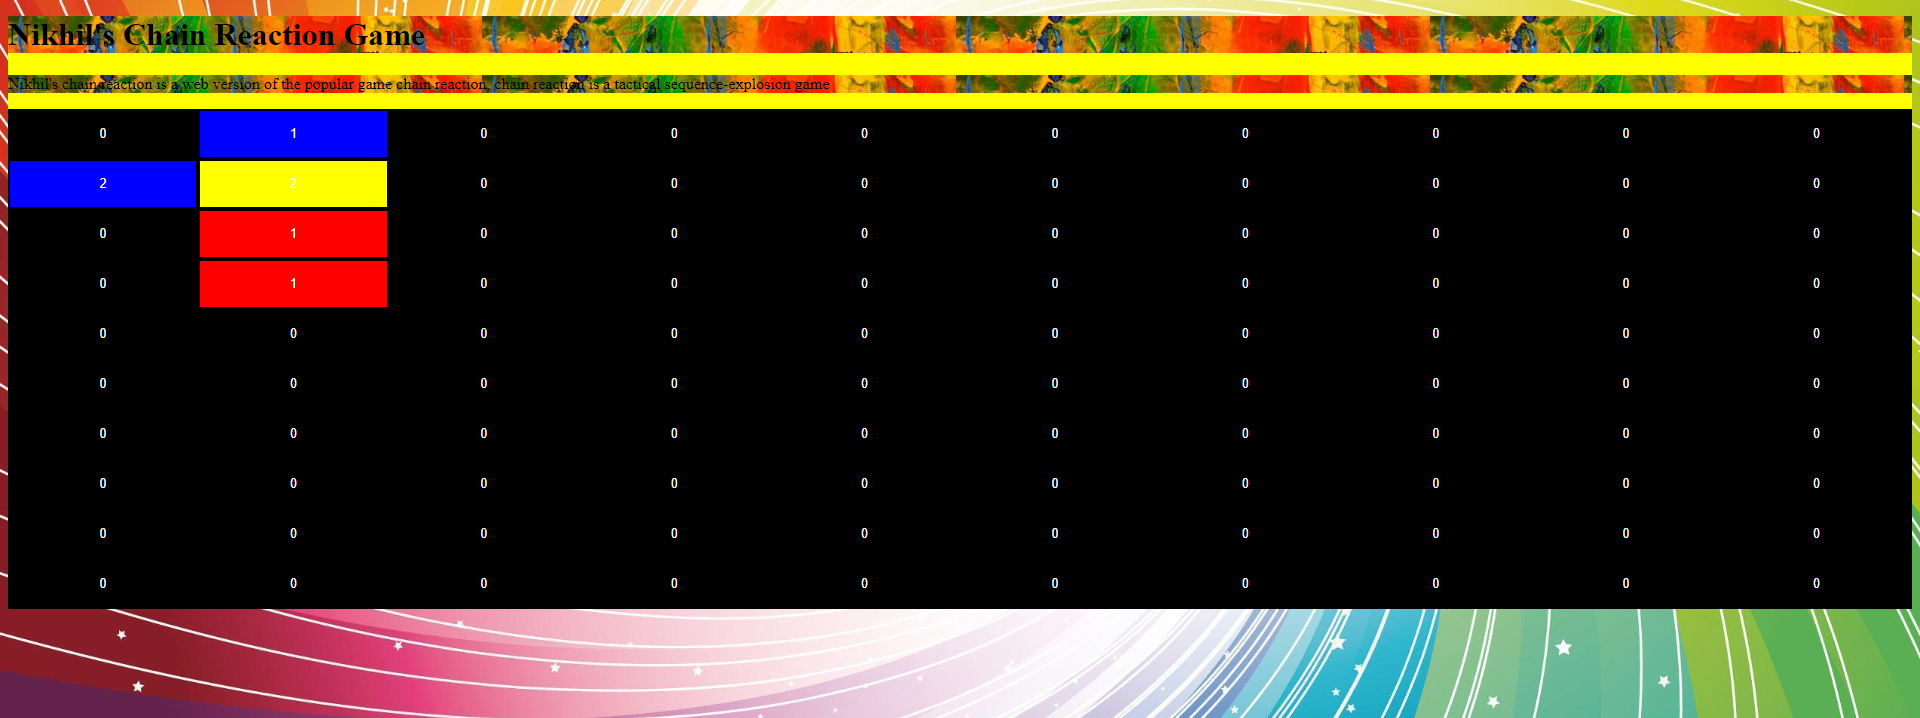 Nikhil's Chain Reaction Game
Nikhil's chain reaction is a web version of the popular game chain reaction, chain reaction is a tactical sequence-explosion game
0 1 0 0 0 0 0 0 0 0
2 2 0 0 0 0 0 0 0 0
0 1 0 0 0 0 0 0 0 0
0 1 0 0 0 0 0 0 0 0
0 0 0 0 0 0 0 0 0 0
0 0 0 0 0 0 0 0 0 0
0 0 0 0 0 0 0 0 0 0
0 0 0 0 0 0 0 0 0 0
0 0 0 0 0 0 0 0 0 0
0 0 0 0 0 0 0 0 0 0